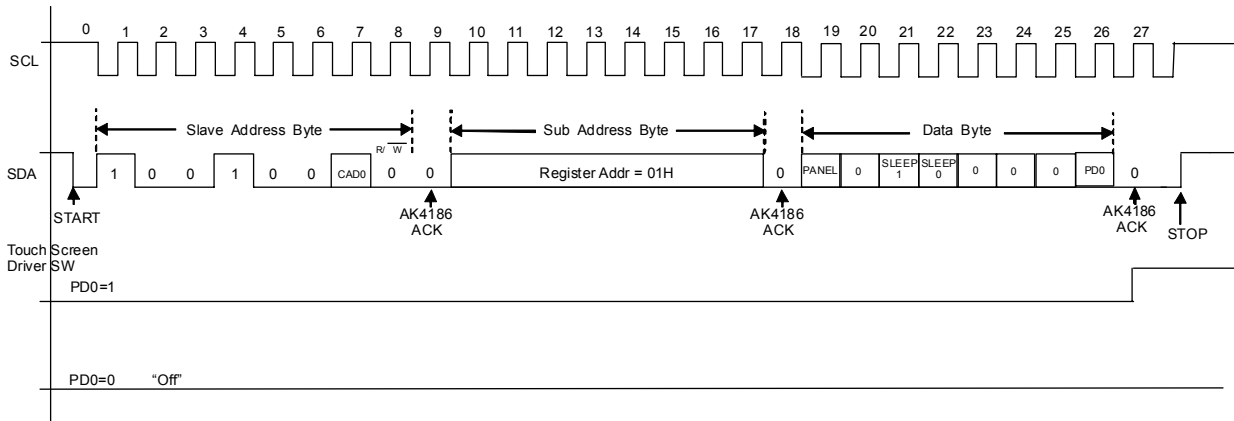 0 1 2 3 4 5 6 7 8 9 10 11 12 13 14 15 16 17 18 19 20 21 22 23 24 25 26 27
SCL
Slave Address Byte Sub Address Byte Data Byte
R/W
SDA 1 0 0 1 0 0 CAD0 0 0 Register Addr = 01H 0 PANEL 0 SLEEP 1 SLEEP 0 0 0 0 PD0 0
START AK4186 ACK AK4186 ACK AK4186 ACK STOP
Touch Screen
Driver SW
PD0=1
PD0=0 “Off”